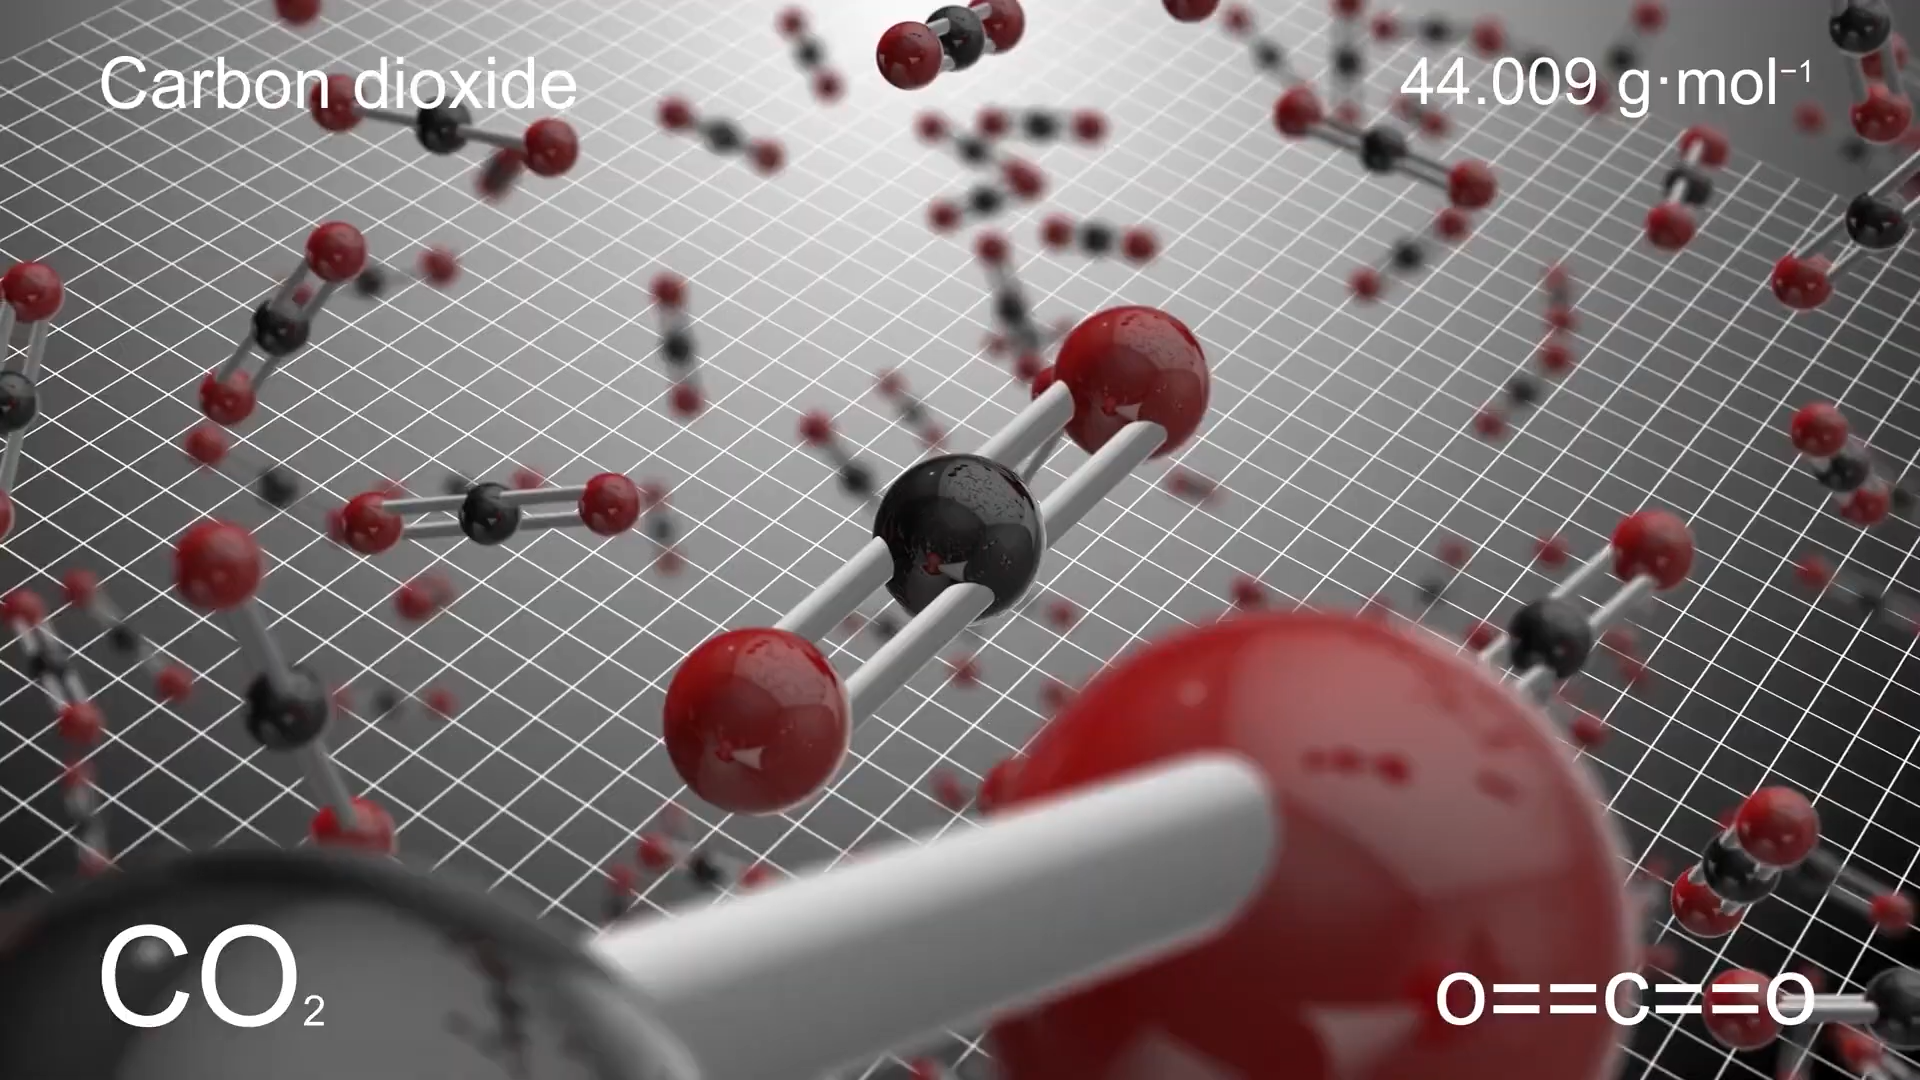 Carbon dioxide
44.009 g·mol⁻¹
CO₂
O==C==O